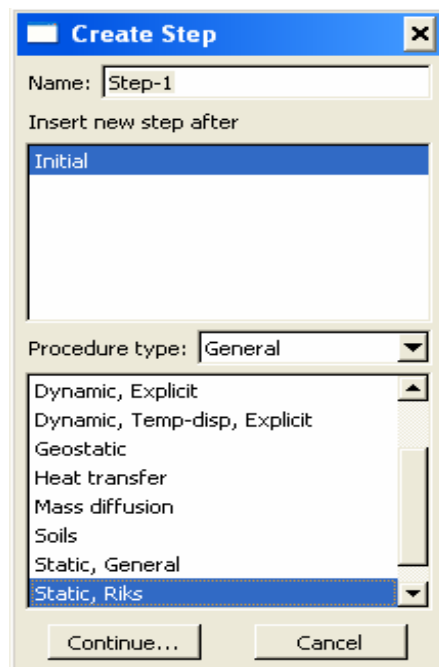 Create Step
Name: Step-1
Insert new step after
Initial
Procedure type: General
Dynamic, Explicit
Dynamic, Temp-disp, Explicit
Geostatic
Heat transfer
Mass diffusion
Soils
Static, General
Static, Riks
Continue... Cancel